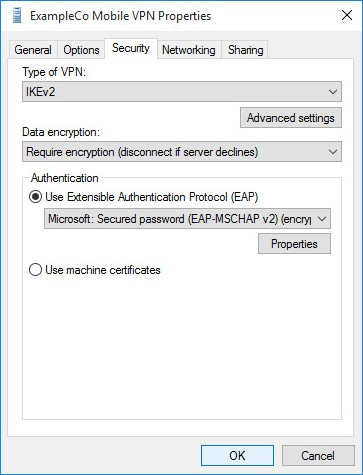 ExampleCo Mobile VPN Properties
General Options Security Networking Sharing
Type of VPN:
IKEv2
Advanced settings
Data encryption:
Require encryption (disconnect if server declines)
Authentication
Use Extensible Authentication Protocol (EAP)
Microsoft: Secured password (EAP-MSCHAP v2) (encry
Properties
Use machine certificates
OK Cancel